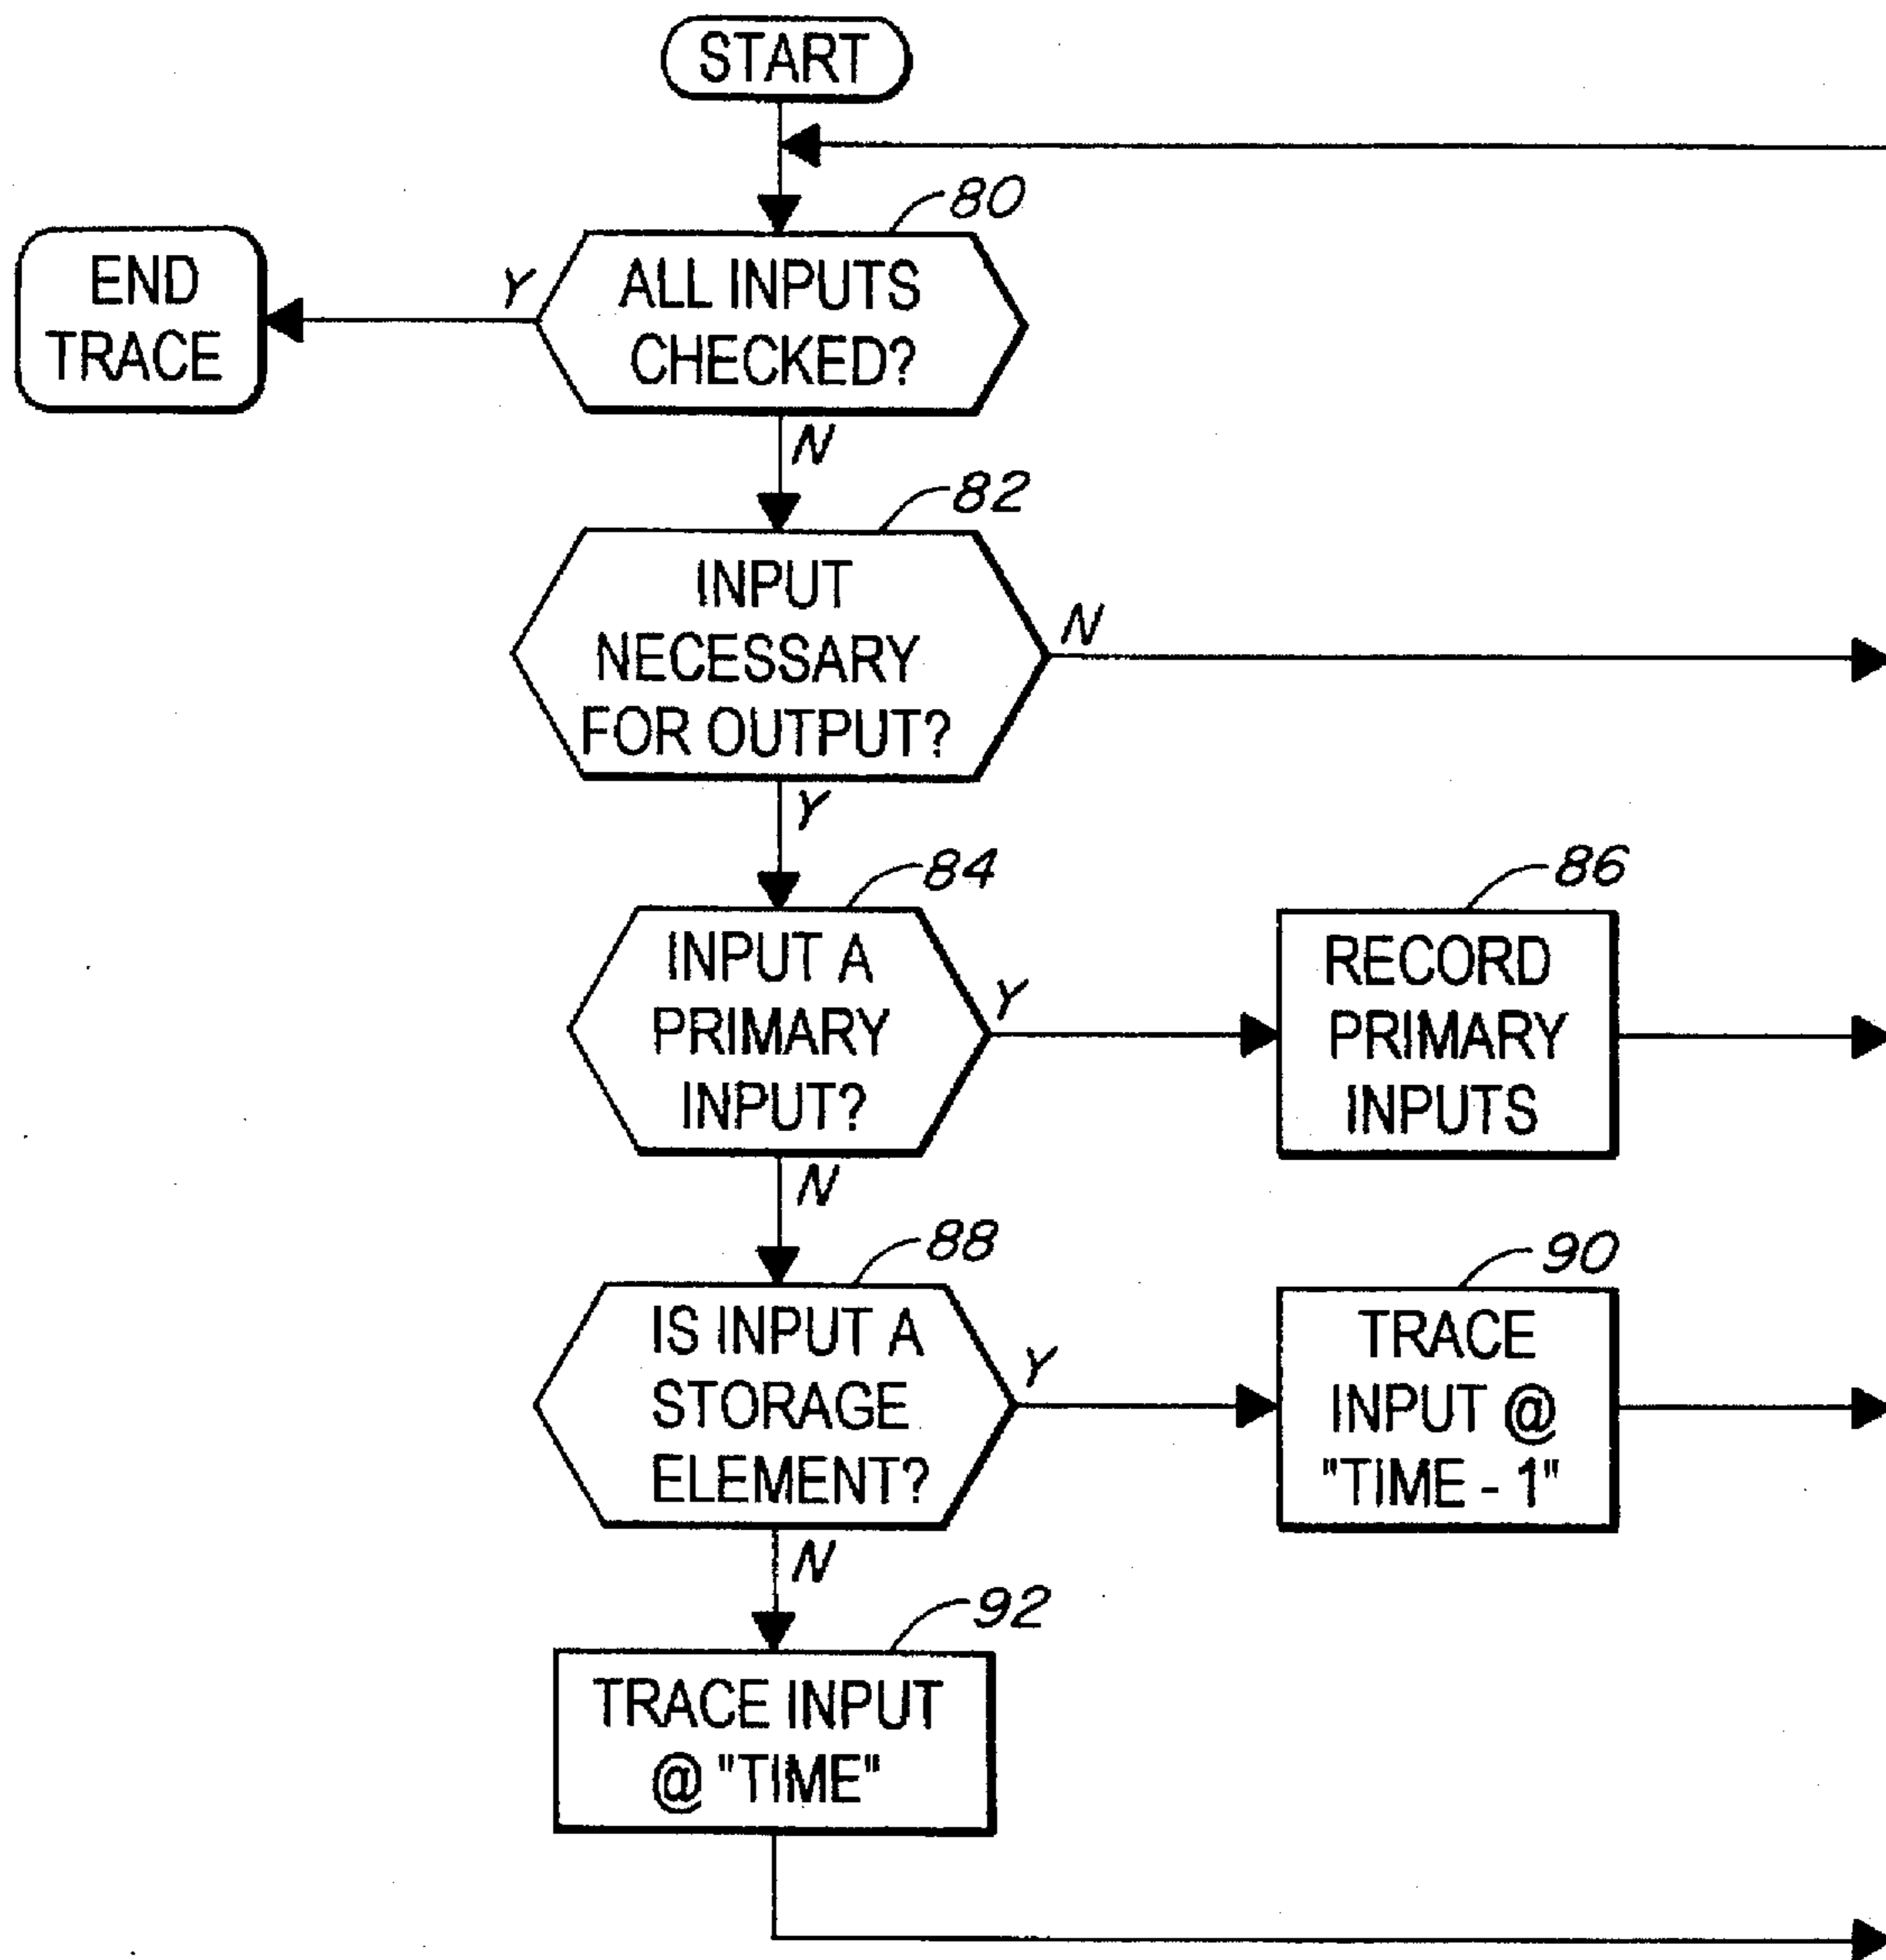 START
80
END
TRACE
Y
ALL INPUTS
CHECKED?
N
82
INPUT
NECESSARY
FOR OUTPUT?
N
Y
84
INPUT A
PRIMARY
INPUT?
Y
86
RECORD
PRIMARY
INPUTS
N
88
IS INPUT A
STORAGE
ELEMENT?
Y
90
TRACE
INPUT @
"TIME - 1"
N
92
TRACE INPUT
@ "TIME"